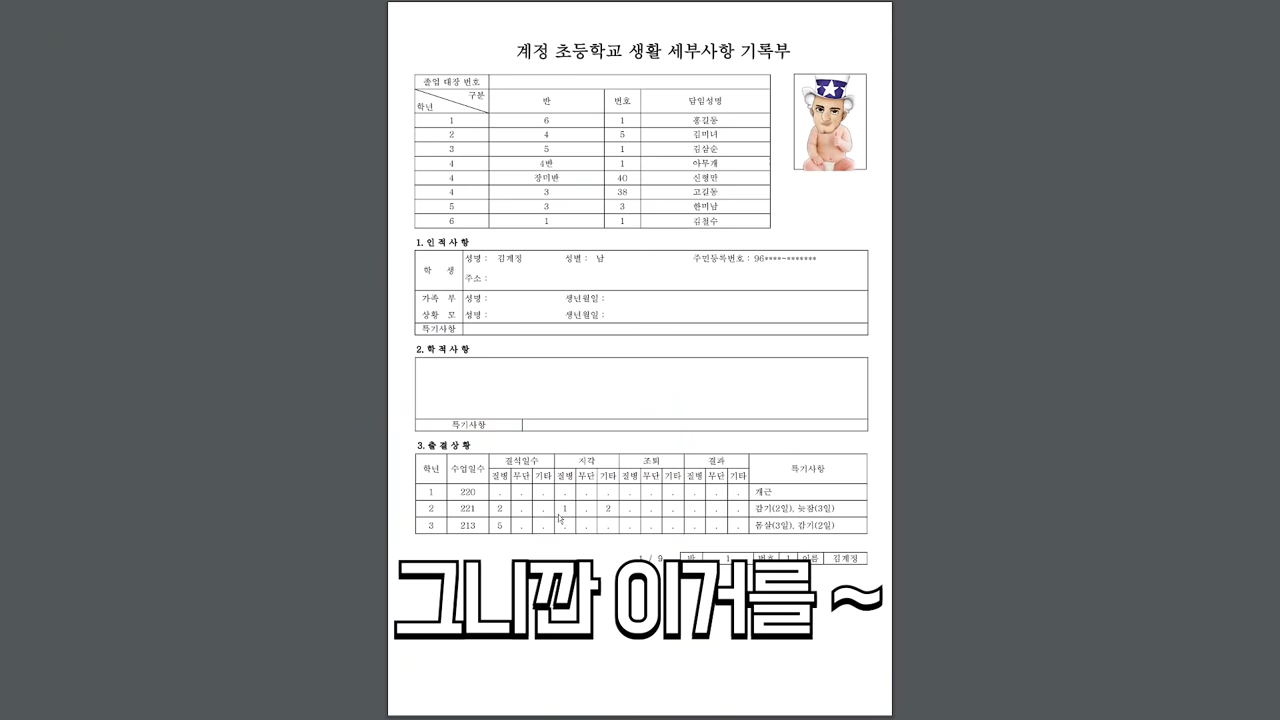 계정 초등학교 생활 세부사항 기록부
졸업 대장 번호
구분
학년
반 번호 담임성명
1 6 1 홍길동
2 4 5 김미녀
3 5 1 김삼순
4 4반 1 아무개
4 장미반 40 신형만
4 3 38 고길동
5 3 3 한미남
6 1 1 김철수
1. 인 적 사 항
학 생 성명 : 김계정 성별 : 남 주민등록번호 : 96****-*******
주소 :
가족 부 성명 : 생년월일 :
상황 모 성명 : 생년월일 :
특기사항
2. 학 적 사 항
특기사항
3. 출 결 상 황
학년 수업일수 결석일수 지각 조퇴 결과 특기사항
질병 무단 기타 질병 무단 기타 질병 무단 기타 질병 무단 기타
1 220 . . . . . . . . . . . . 개근
2 221 2 . . 1 . 2 . . . . . . 감기(2일), 늦잠(3일)
3 213 5 . . . . . . . . . . . 몸살(3일), 감기(2일)
1 / 9 반 1 번호 1 이름 김계정
그니깐 이거를 ~